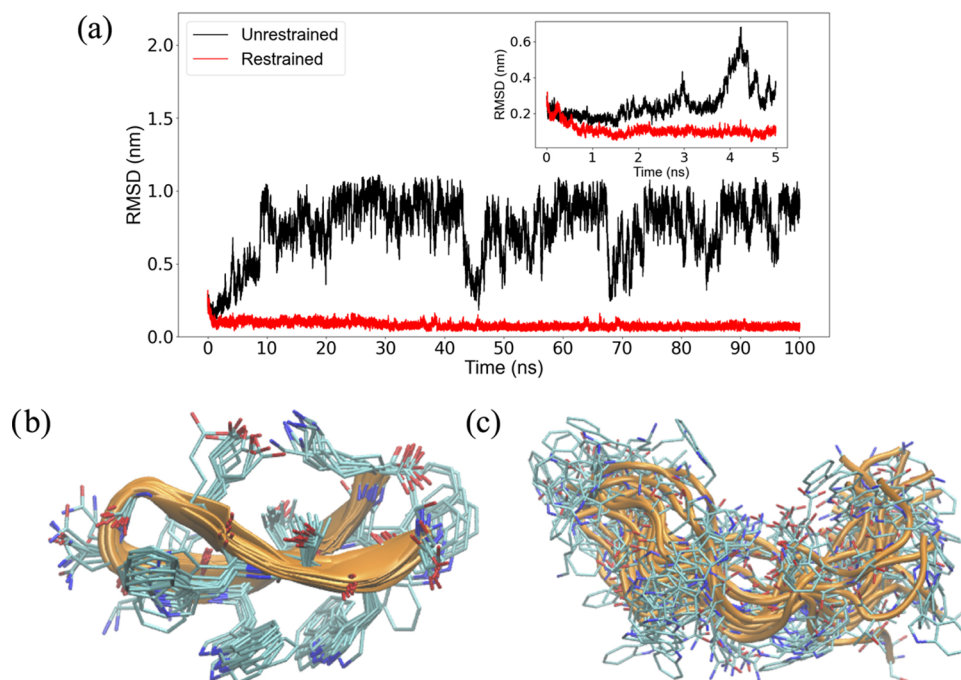 (a)
Unrestrained
Restrained
RMSD (nm)
2.0
1.5
1.0
0.5
0.0
0 10 20 30 40 50 60 70 80 90 100
Time (ns)
RMSD (nm)
0.6
0.4
0.2
0 1 2 3 4 5
Time (ns)
(b)
(c)